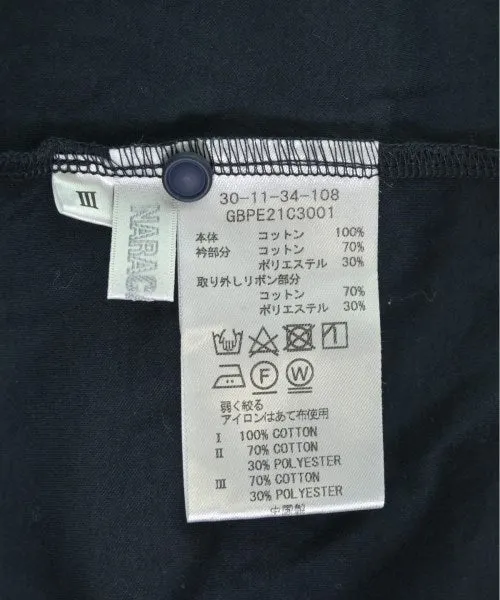 III
NARAC
30-11-34-108
GBPE21C3001
本体 コットン 100%
衿部分 コットン 70%
ポリエステル 30%
取り外しリボン部分
コットン 70%
ポリエステル 30%
F W
弱く絞る
アイロンはあて布使用
I 100% COTTON
II 70% COTTON
30% POLYESTER
III 70% COTTON
30% POLYESTER
中国製